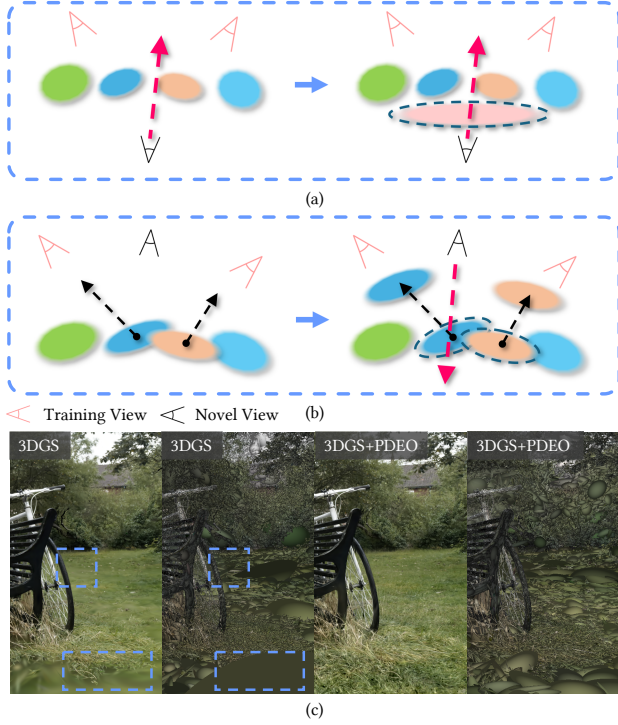 (a)
(b)
Training View
Novel View
3DGS
3DGS
3DGS+PDEO
3DGS+PDEO
(c)